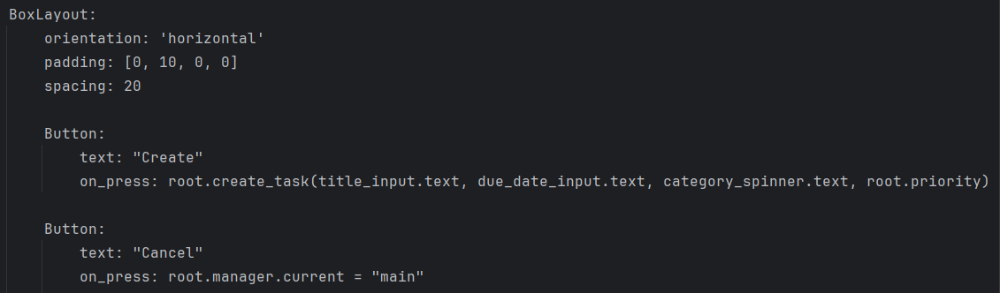 BoxLayout:
    orientation: 'horizontal'
    padding: [0, 10, 0, 0]
    spacing: 20

    Button:
        text: "Create"
        on_press: root.create_task(title_input.text, due_date_input.text, category_spinner.text, root.priority)

    Button:
        text: "Cancel"
        on_press: root.manager.current = "main"